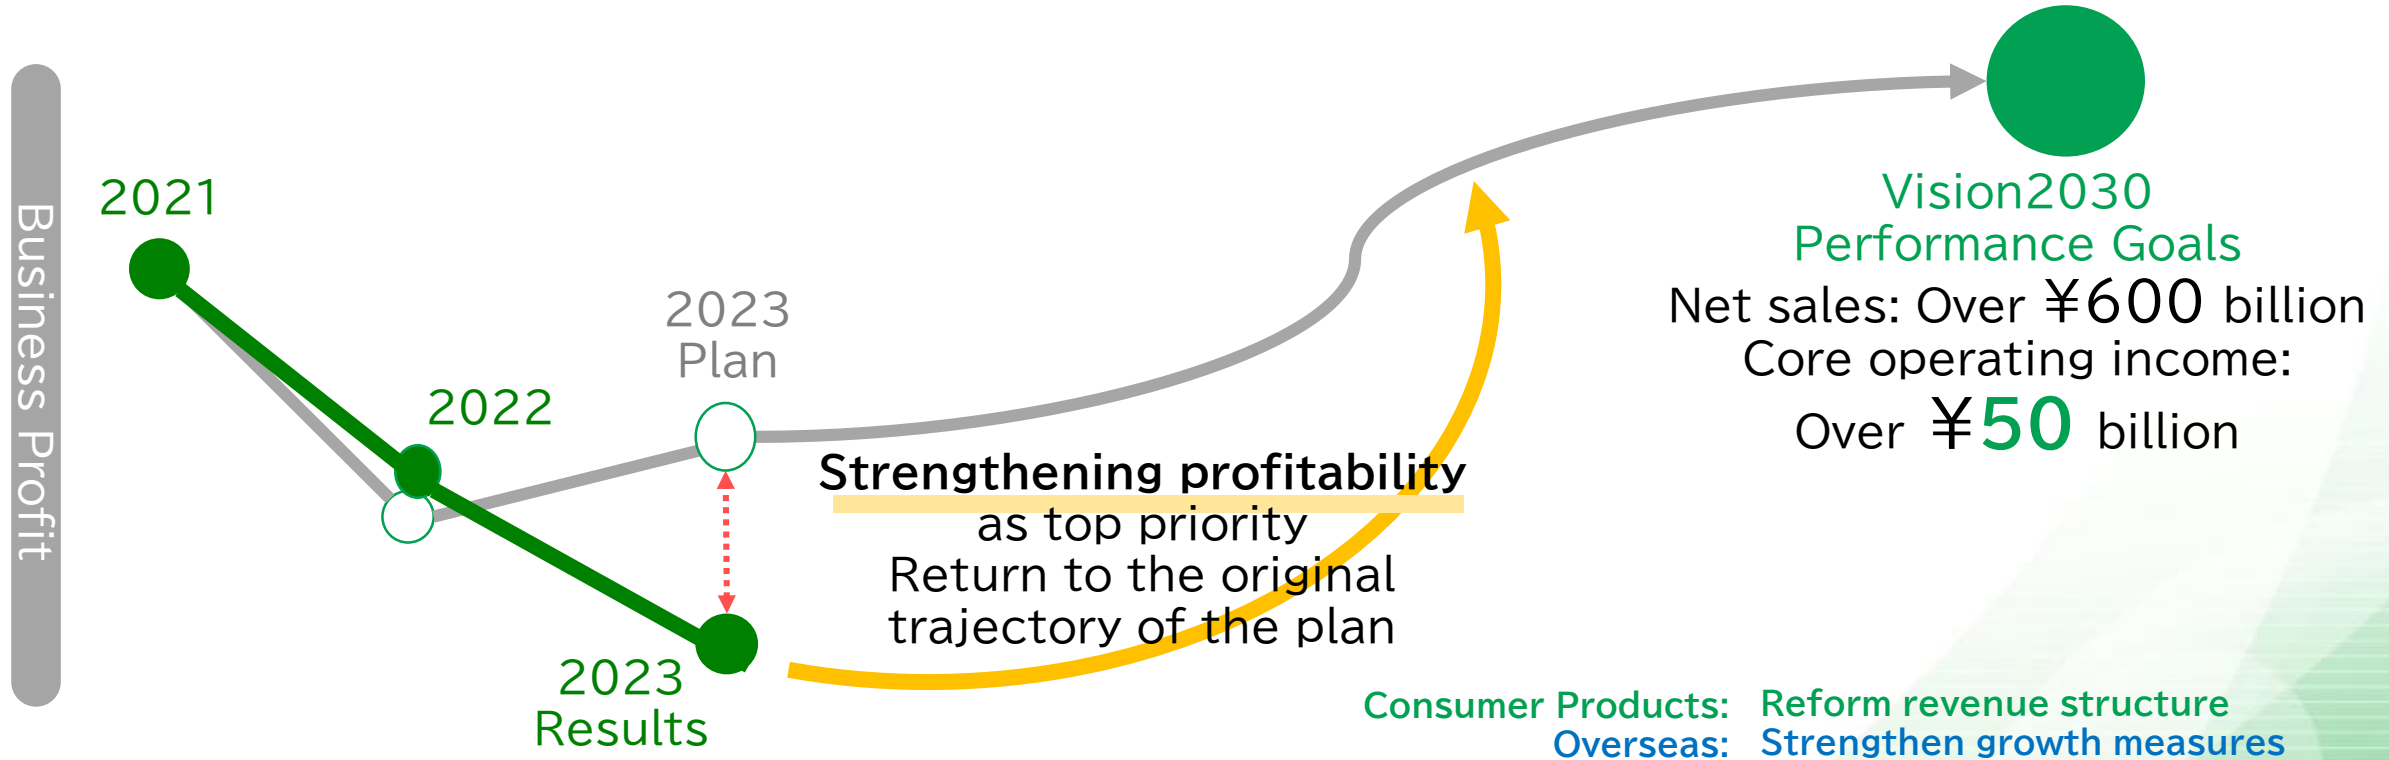 Business Profit
2021
2022
2023
Plan
2023
Results
Strengthening profitability
as top priority
Return to the original
trajectory of the plan
Vision2030
Performance Goals
Net sales: Over ¥600 billion
Core operating income:
Over ¥50 billion
Consumer Products: Reform revenue structure
Overseas: Strengthen growth measures